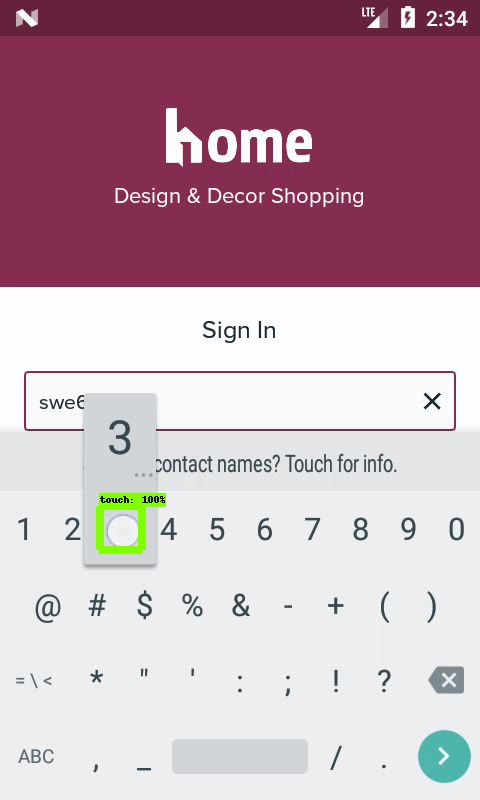 LTE 2:34
home
Design & Decor Shopping
Sign In
swe6
3
contact names? Touch for info.
touch: 100%
1 2 4 5 6 7 8 9 0
@ # $ % & - + ( )
= \ < * " ' : ; ! ?
ABC , _ / .